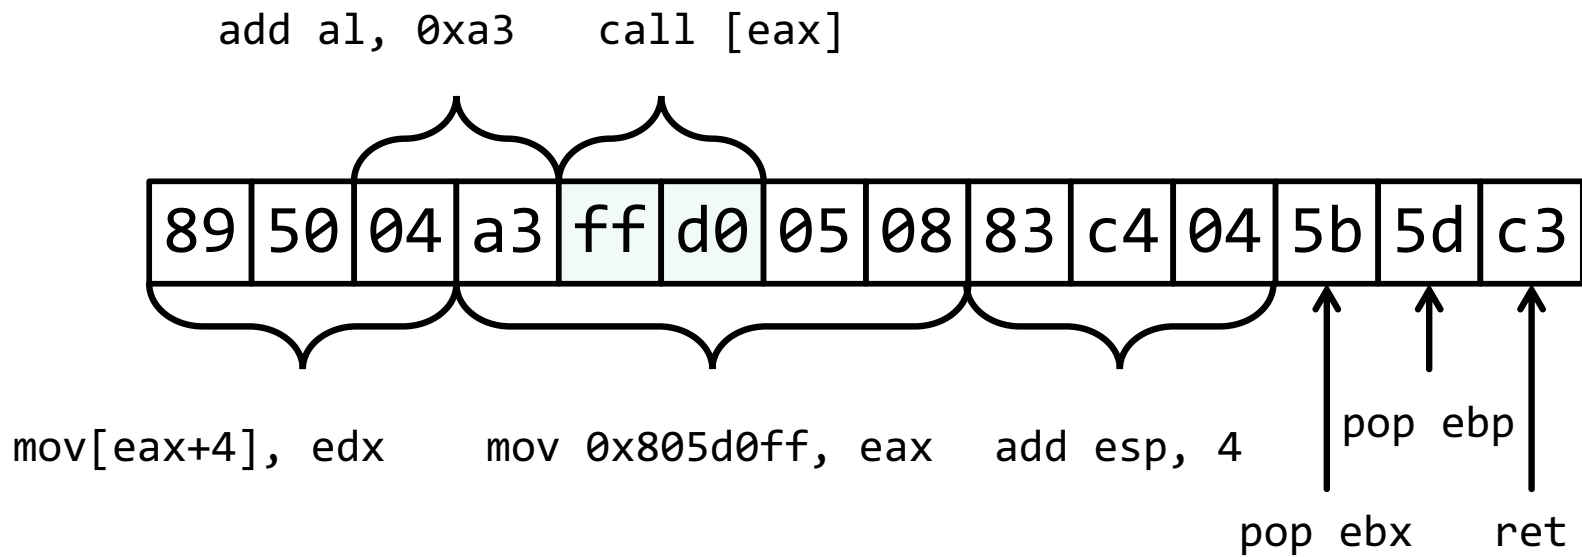 add al, 0xa3 call [eax]
89 50 04 a3 ff d0 05 08 83 c4 04 5b 5d c3
mov[eax+4], edx mov 0x805d0ff, eax add esp, 4 pop ebp
pop ebx ret